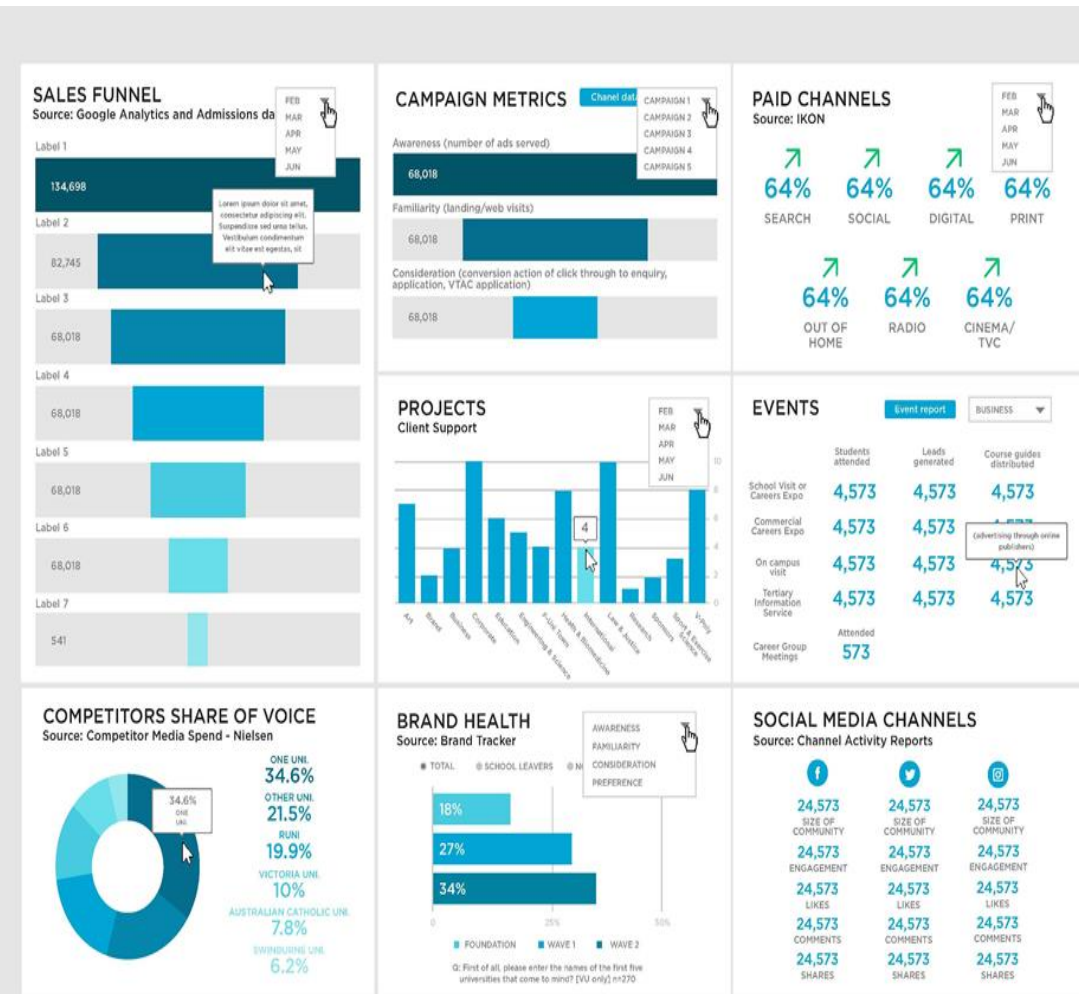 SALES FUNNEL
Source: Google Analytics and Admissions da
FEB
MAR
APR
MAY
JUN
Label 1
134,698
Lorem ipsum dolor sit amet,
consectetur adipiscing elit.
Suspendisse sed urna tellus.
Vestibulum condimentum
elit vitae est egestas, sit
Label 2
82,745
Label 3
68,018
Label 4
68,018
Label 5
68,018
Label 6
68,018
Label 7
541
CAMPAIGN METRICS
Chanel data
CAMPAIGN 1
CAMPAIGN 2
CAMPAIGN 3
CAMPAIGN 4
CAMPAIGN 5
Awareness (number of ads served)
68,018
Familiarity (landing/web visits)
68,018
Consideration (conversion action of click through to enquiry,
application, VTAC application)
68,018
PAID CHANNELS
Source: IKON
FEB
MAR
APR
MAY
JUN
64% 64% 64% 64%
SEARCH SOCIAL DIGITAL PRINT
64% 64% 64%
OUT OF HOME RADIO CINEMA/ TVC
PROJECTS
Client Support
FEB
MAR
APR
MAY
JUN
10
8
6
4
2
0
4
Art
Brand
Business
Corporate
Education
Engineering & Science
F-Uni Town
Health & Biomedicine
International
Law & Justice
Research
Sponsors
Sport & Exercise Science
V-Poly
EVENTS
Event report
BUSINESS
Students attended
Leads generated
Course guides distributed
School Visit or Careers Expo 4,573 4,573 4,573
Commercial Careers Expo 4,573 4,573
(advertising through online
publishers)
On campus visit 4,573 4,573 4,573
Tertiary Information Service 4,573 4,573 4,573
Attended
Career Group Meetings 573
COMPETITORS SHARE OF VOICE
Source: Competitor Media Spend - Nielsen
34.6%
ONE
UNI.
ONE UNI.
34.6%
OTHER UNI.
21.5%
RUNI
19.9%
VICTORIA UNI.
10%
AUSTRALIAN CATHOLIC UNI.
7.8%
SWINBURNE UNI.
6.2%
BRAND HEALTH
Source: Brand Tracker
AWARENESS
FAMILIARITY
CONSIDERATION
PREFERENCE
TOTAL SCHOOL LEAVERS
18%
27%
34%
0 25% 50%
FOUNDATION WAVE 1 WAVE 2
Q: First of all, please enter the names of the first five
universities that come to mind? [VU only] n=270
SOCIAL MEDIA CHANNELS
Source: Channel Activity Reports
24,573 24,573 24,573
SIZE OF COMMUNITY SIZE OF COMMUNITY SIZE OF COMMUNITY
24,573 24,573 24,573
ENGAGEMENT ENGAGEMENT ENGAGEMENT
24,573 24,573 24,573
LIKES LIKES LIKES
24,573 24,573 24,573
COMMENTS COMMENTS COMMENTS
24,573 24,573 24,573
SHARES SHARES SHARES